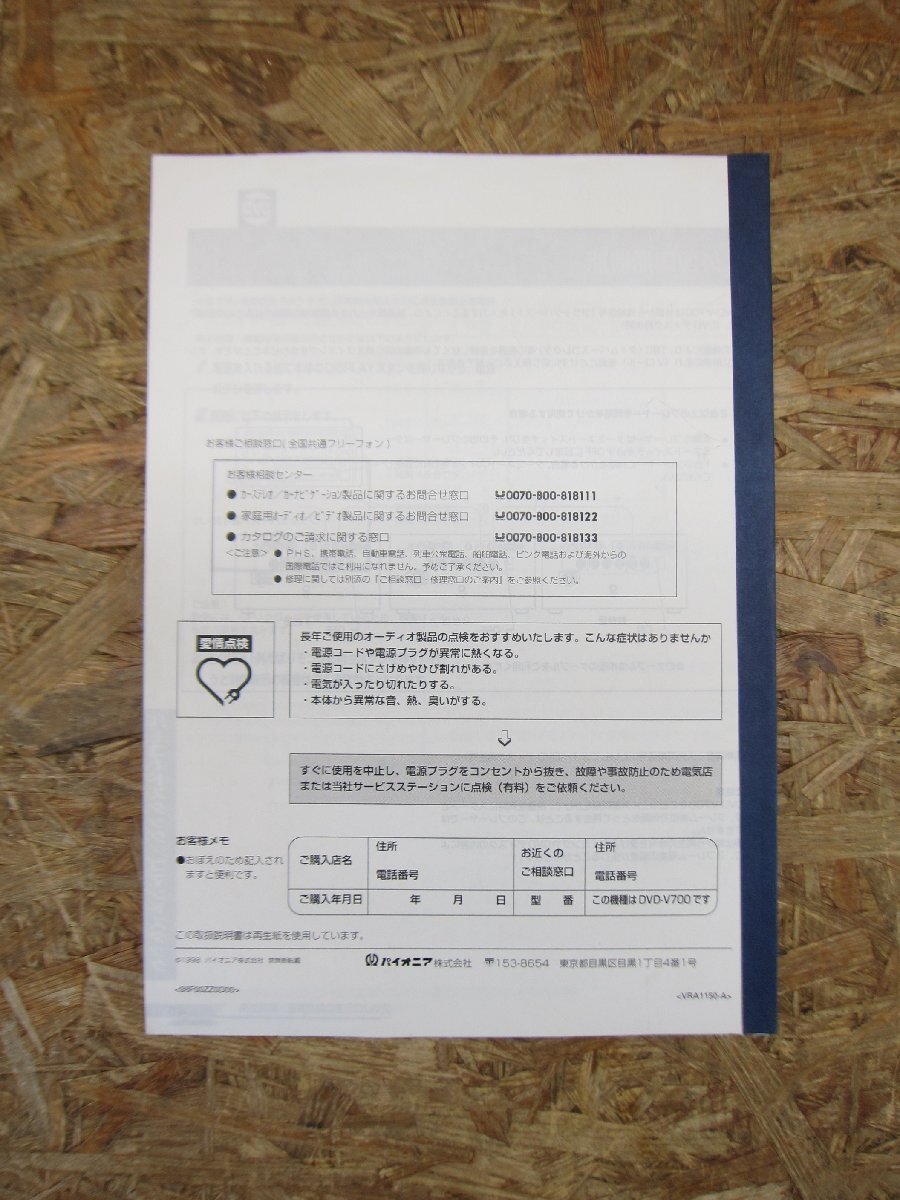 お客様ご相談窓口(全国共通フリーフォン)
お客様相談センター
● カーステレオ/カーナビゲーション製品に関するお問合せ窓口 0070-800-818111
● 家庭用オーディオ/ビデオ製品に関するお問合せ窓口 0070-800-818122
● カタログのご請求に関する窓口 0070-800-818133
<ご注意> ● PHS、携帯電話、自動車電話、列車公衆電話、船舶電話、ピンク電話および海外からの
国際電話ではご利用になれません。予めご了承ください。
● 修理に関しては別添の『ご相談窓口・修理窓口のご案内』をご参照ください。
愛情点検
長年ご使用のオーディオ製品の点検をおすすめいたします。こんな症状はありませんか
・電源コードや電源プラグが異常に熱くなる。
・電源コードにさけめやひび割れがある。
・電気が入ったり切れたりする。
・本体から異常な音、熱、臭いがする。
すぐに使用を中止し、電源プラグをコンセントから抜き、故障や事故防止のため電気店
または当社サービスステーションに点検(有料)をご依頼ください。
お客様メモ
●おぼえのため記入され
ますと便利です。
ご購入店名
住所
電話番号
お近くの
ご相談窓口
住所
電話番号
ご購入年月日 年 月 日 型 番 この機種は DVD-V700 です
この取扱説明書は再生紙を使用しています。
©1998 パイオニア株式会社 禁無断転載
パイオニア株式会社 〒153-8654 東京都目黒区目黒1丁目4番1号
<VRA1150-A>